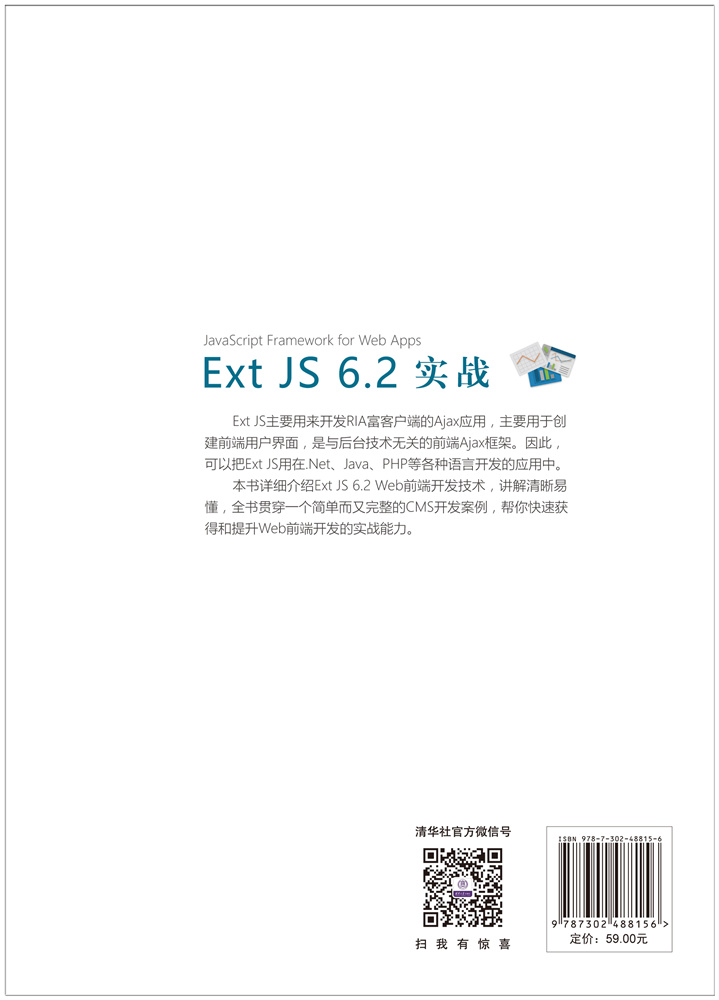 JavaScript Framework for Web Apps
Ext JS 6.2 实战
Ext JS主要用来开发RIA富客户端的Ajax应用，主要用于创
建前端用户界面，是与后台技术无关的前端Ajax框架。因此，
可以把Ext JS用在.Net、Java、PHP等各种语言开发的应用中。
本书详细介绍Ext JS 6.2 Web前端开发技术，讲解清晰易
懂，全书贯穿一个简单而又完整的CMS开发案例，帮你快速获
得和提升Web前端开发的实战能力。
清华社官方微信号
扫我有惊喜
ISBN 978-7-302-48815-6
9 787302 488156 >
定价：59.00元